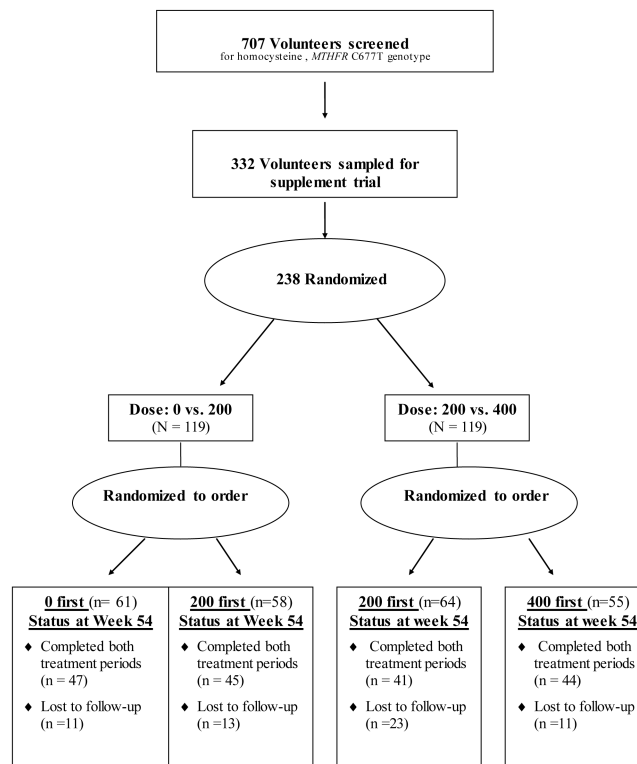 707 Volunteers screened
for homocysteine , MTHFR C677T genotype
332 Volunteers sampled for
supplement trial
238 Randomized
Dose: 0 vs. 200
(N = 119)
Dose: 200 vs. 400
(N = 119)
Randomized to order
Randomized to order
0 first (n= 61)
Status at Week 54
♦ Completed both
treatment periods
(n = 47)
♦ Lost to follow-up
(n =11)
200 first (n=58)
Status at Week 54
♦ Completed both
treatment periods
(n = 45)
♦ Lost to follow-up
(n =13)
200 first (n=64)
Status at week 54
♦ Completed both
treatment periods
(n = 41)
♦ Lost to follow-up
(n =23)
400 first (n=55)
Status at week 54
♦ Completed both
treatment periods
(n = 44)
♦ Lost to follow-up
(n =11)